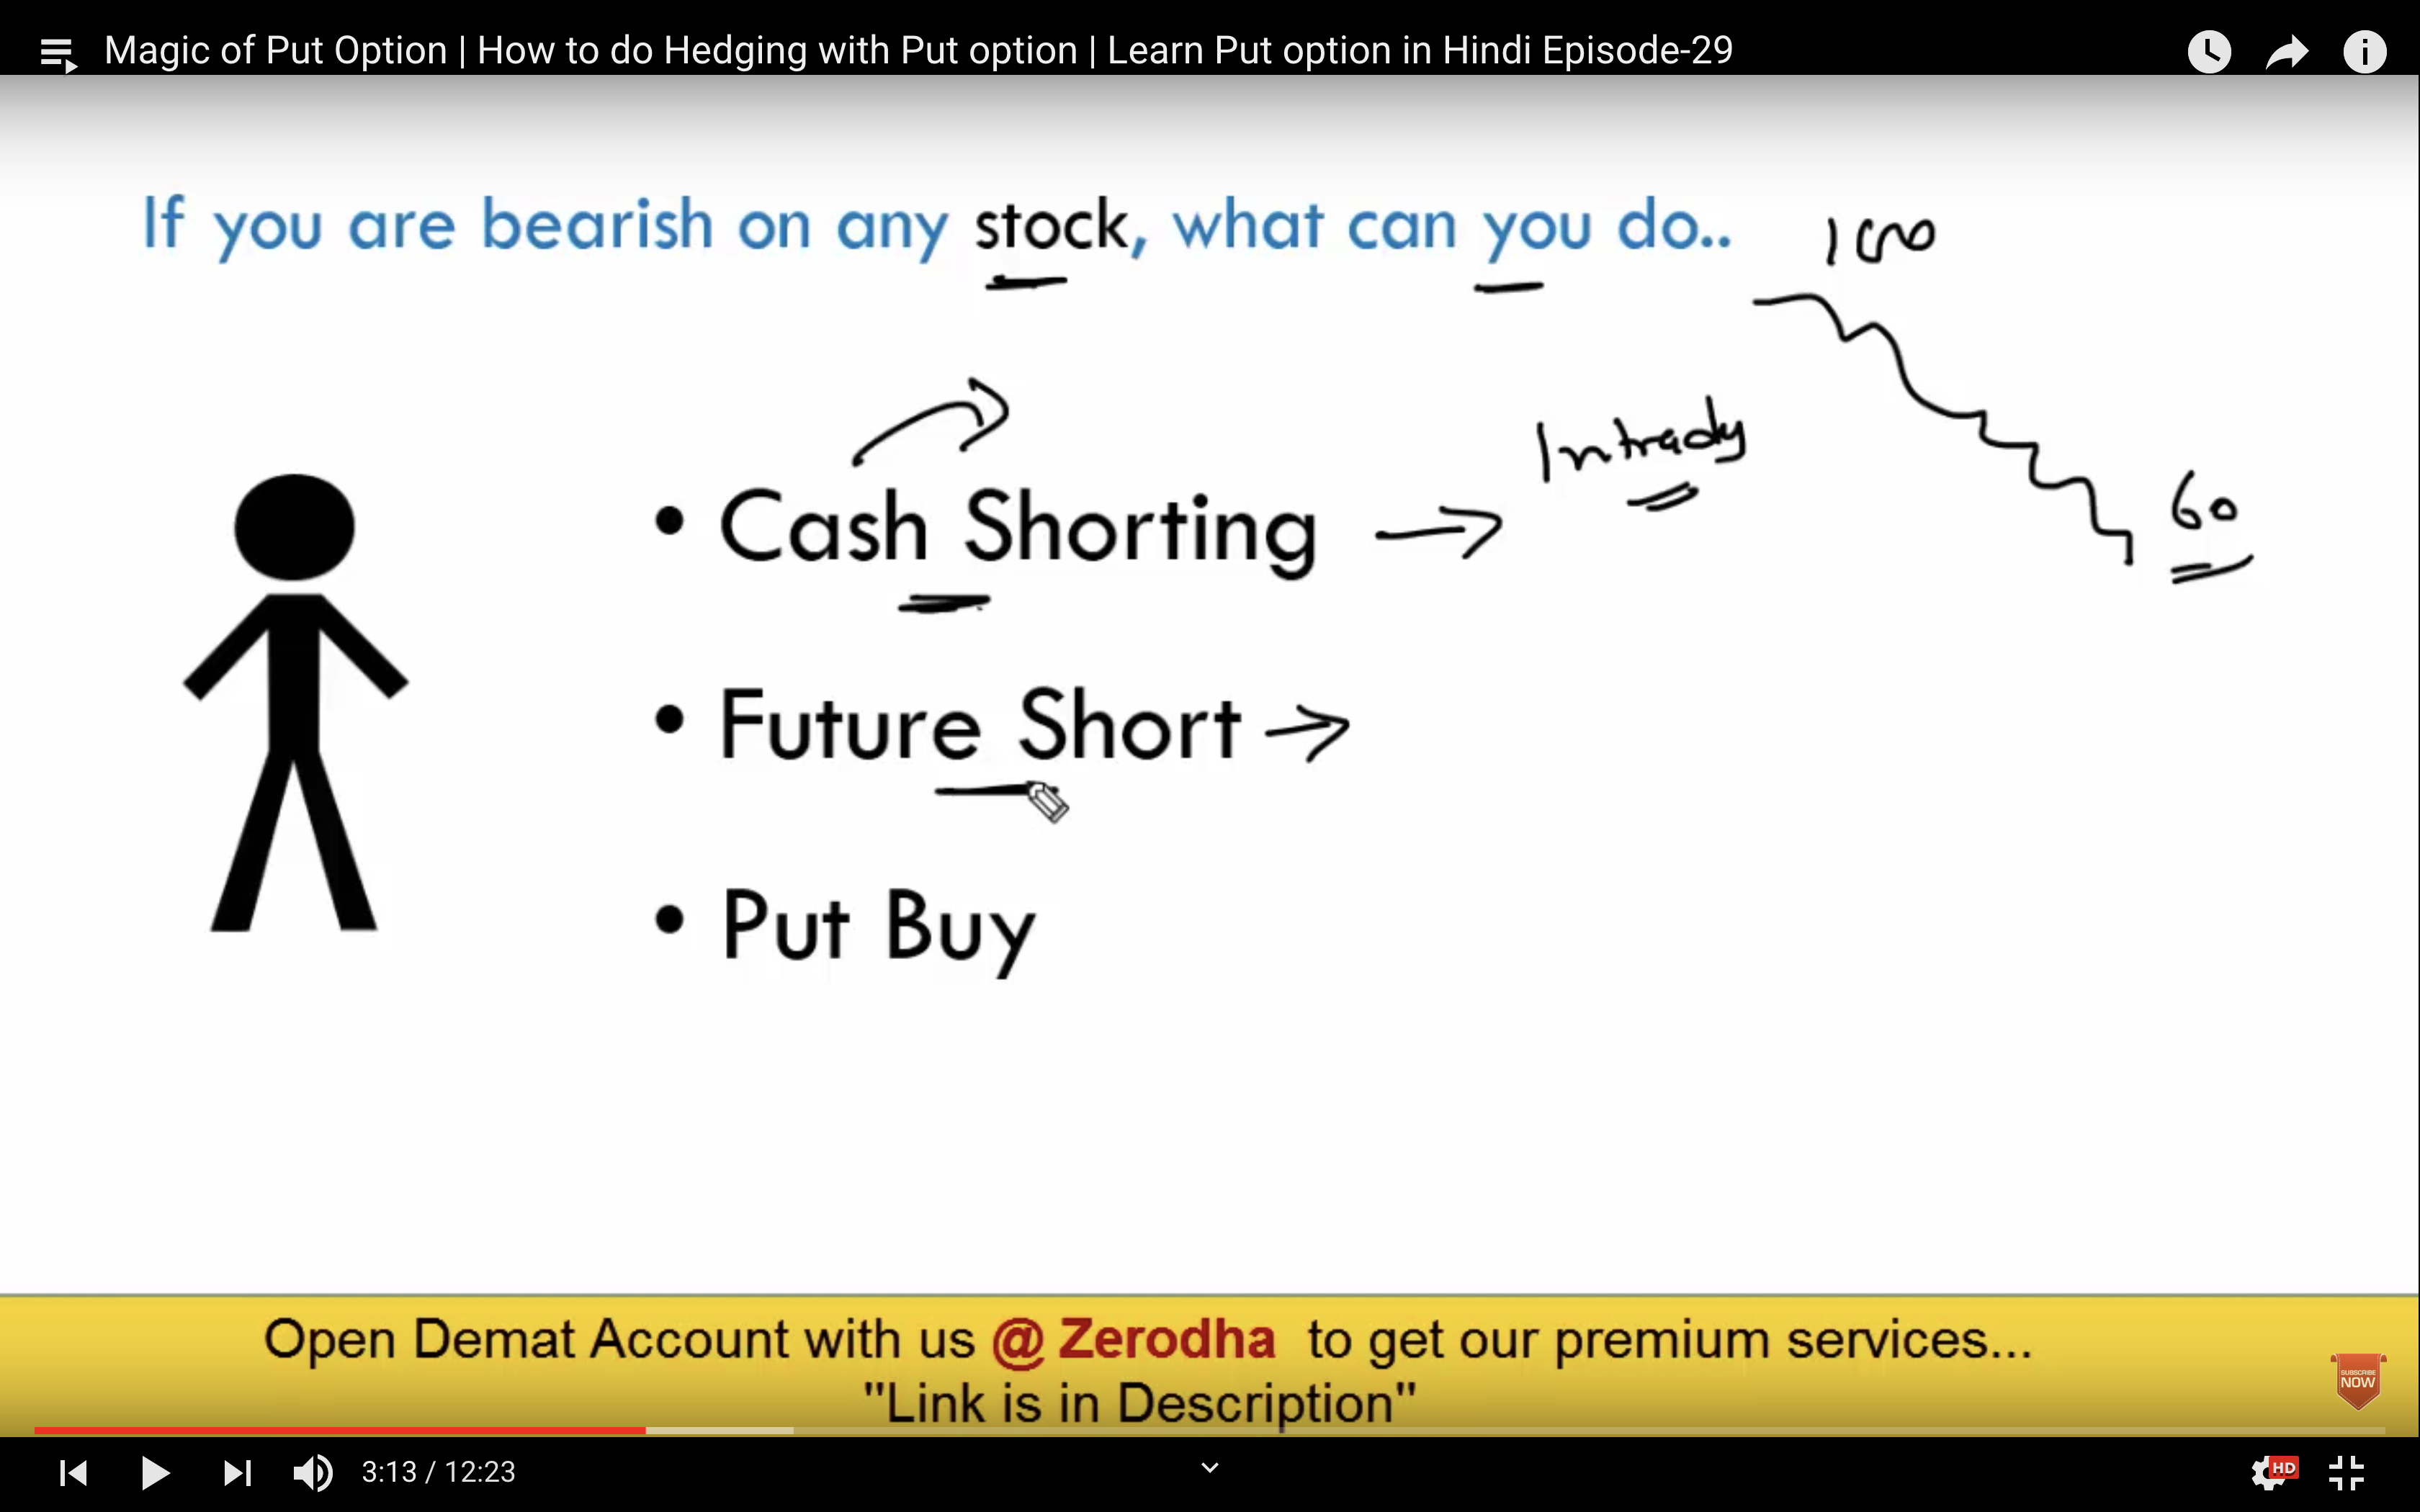 Magic of Put Option | How to do Hedging with Put option | Learn Put option in Hindi Episode-29
If you are bearish on any stock, what can you do..
100
Intrady
60
• Cash Shorting
• Future Short
• Put Buy
Open Demat Account with us @ Zerodha to get our premium services...
"Link is in Description"
SUBSCRIBE
NOW
3:13 / 12:23
HD